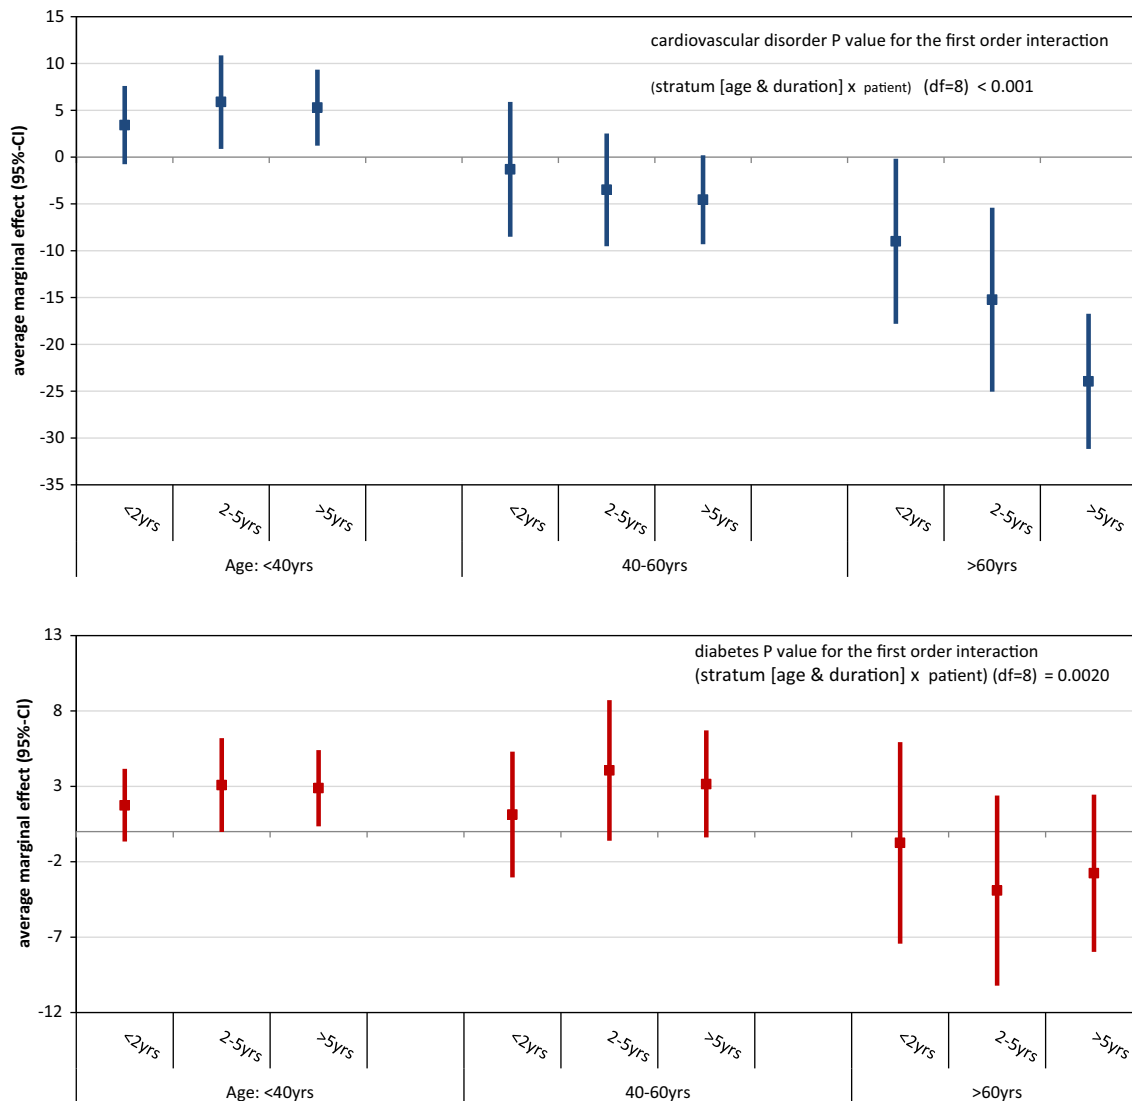 15
cardiovascular disorder P value for the first order interaction
10
(stratum [age & duration] x patient) (df=8) < 0.001
5
0
-5
-10
-15
-20
-25
-30
-35
average marginal effect (95%-CI)
<2yrs 2-5yrs >5yrs <2yrs 2-5yrs >5yrs <2yrs 2-5yrs >5yrs
Age: <40yrs 40-60yrs >60yrs
13
diabetes P value for the first order interaction
(stratum [age & duration] x patient) (df=8) = 0.0020
8
3
-2
-7
-12
average marginal effect (95%-CI)
<2yrs 2-5yrs >5yrs <2yrs 2-5yrs >5yrs <2yrs 2-5yrs >5yrs
Age: <40yrs 40-60yrs >60yrs